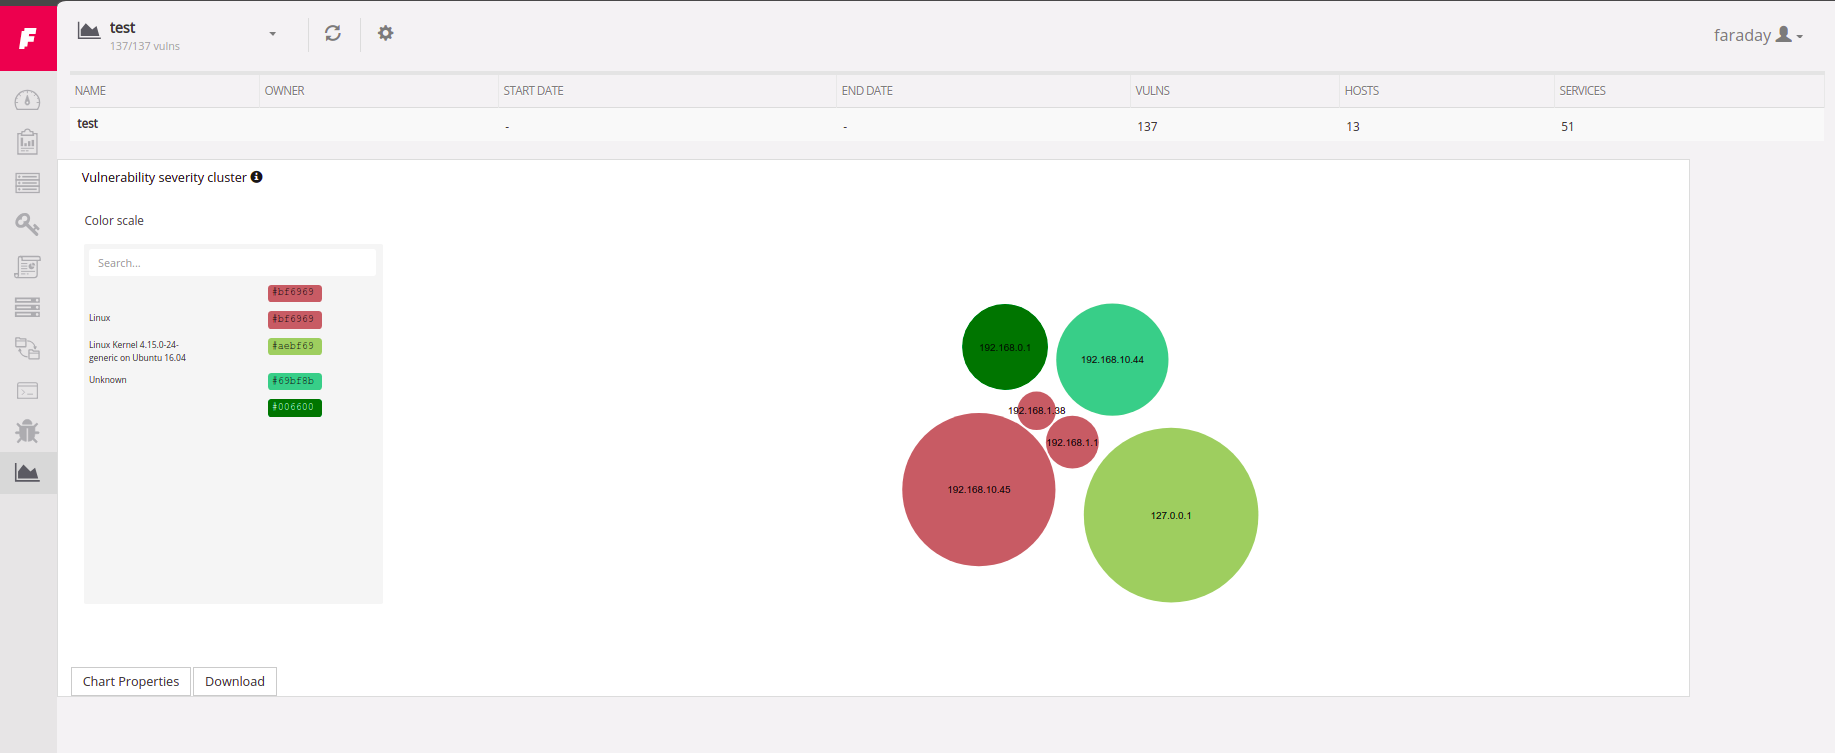 F
test
137/137 vulns
faraday
NAME OWNER START DATE END DATE VULNS HOSTS SERVICES
test - - 137 13 51
Vulnerability severity cluster
Color scale
Search...
#bf6969
Linux #bf6969
Linux Kernel 4.15.0-24- #aebf69
generic on Ubuntu 16.04
Unknown #69bf8b
#006600
192.168.0.1
192.168.10.44
192.168.1.38
192.168.1.1
192.168.10.45
127.0.0.1
Chart Properties Download